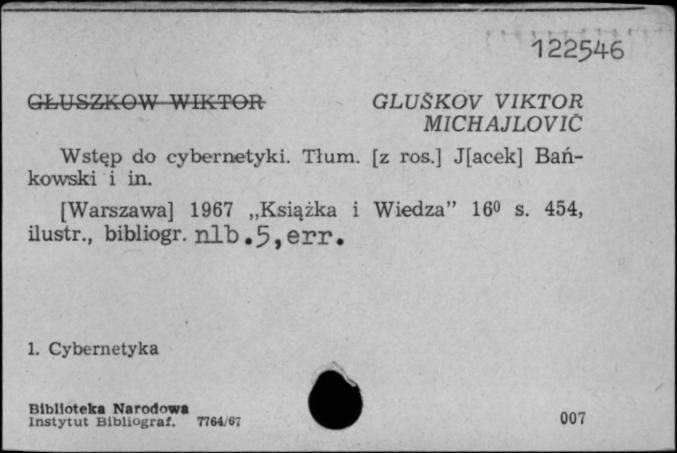 122546
GŁUSZKOW WIKTOR GLUŠKOV VIKTOR
MICHAJLOVIČ
Wstęp do cybernetyki. Tłum. [z ros.] J[acek] Bań-
kowski i in.
[Warszawa] 1967 „Książka i Wiedza” 16⁰ s. 454,
ilustr., bibliogr. nlb.5,err.
1. Cybernetyka
Biblioteka Narodowa
Instytut Bibliograf. 7764/67 007